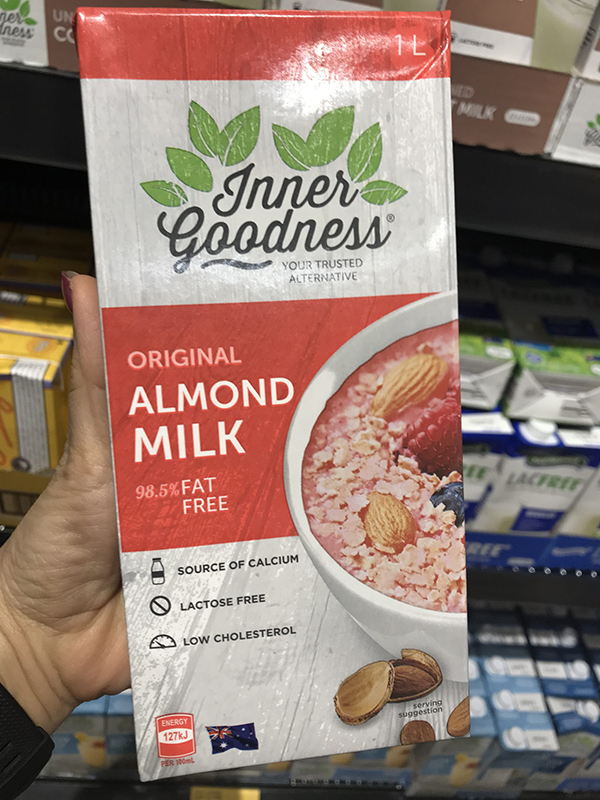 1 L
Inner
Goodness®
YOUR TRUSTED
ALTERNATIVE
ORIGINAL
ALMOND
MILK
98.5% FAT
FREE
SOURCE OF CALCIUM
LACTOSE FREE
LOW CHOLESTEROL
serving
suggestion
ENERGY
127kJ
PER 100mL
MILK
LACFREE